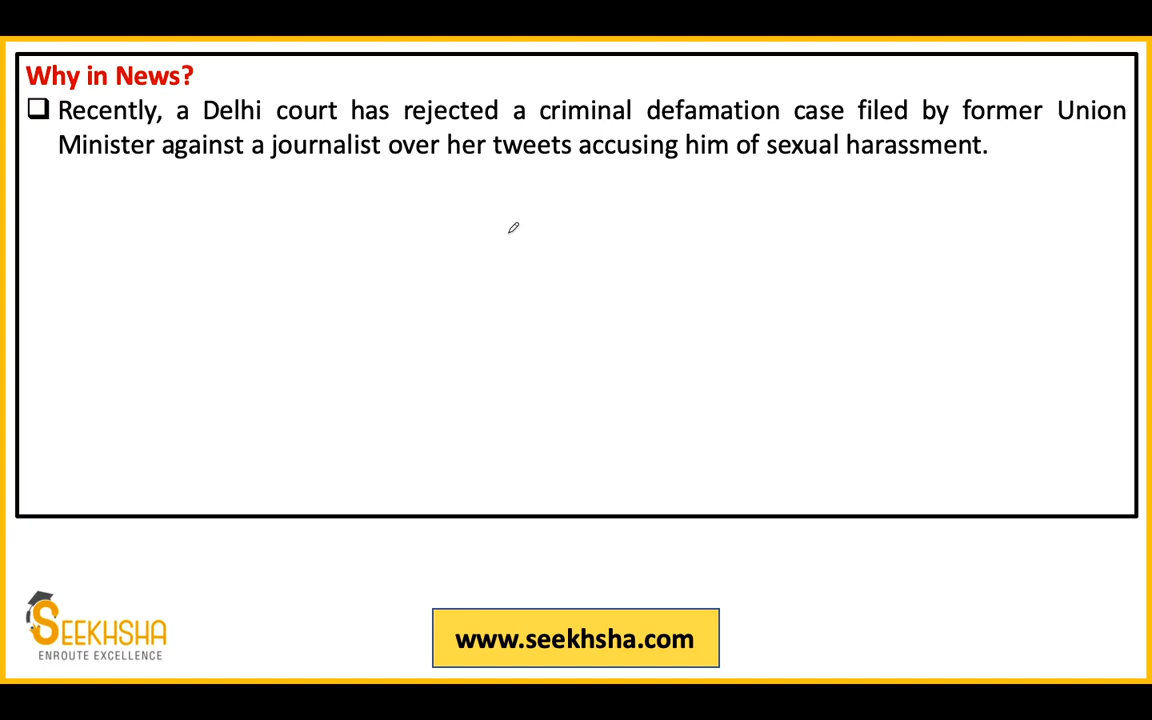 Why in News?
❑ Recently, a Delhi court has rejected a criminal defamation case filed by former Union
Minister against a journalist over her tweets accusing him of sexual harassment.
SEEKHSHA
ENROUTE EXCELLENCE
www.seekhsha.com